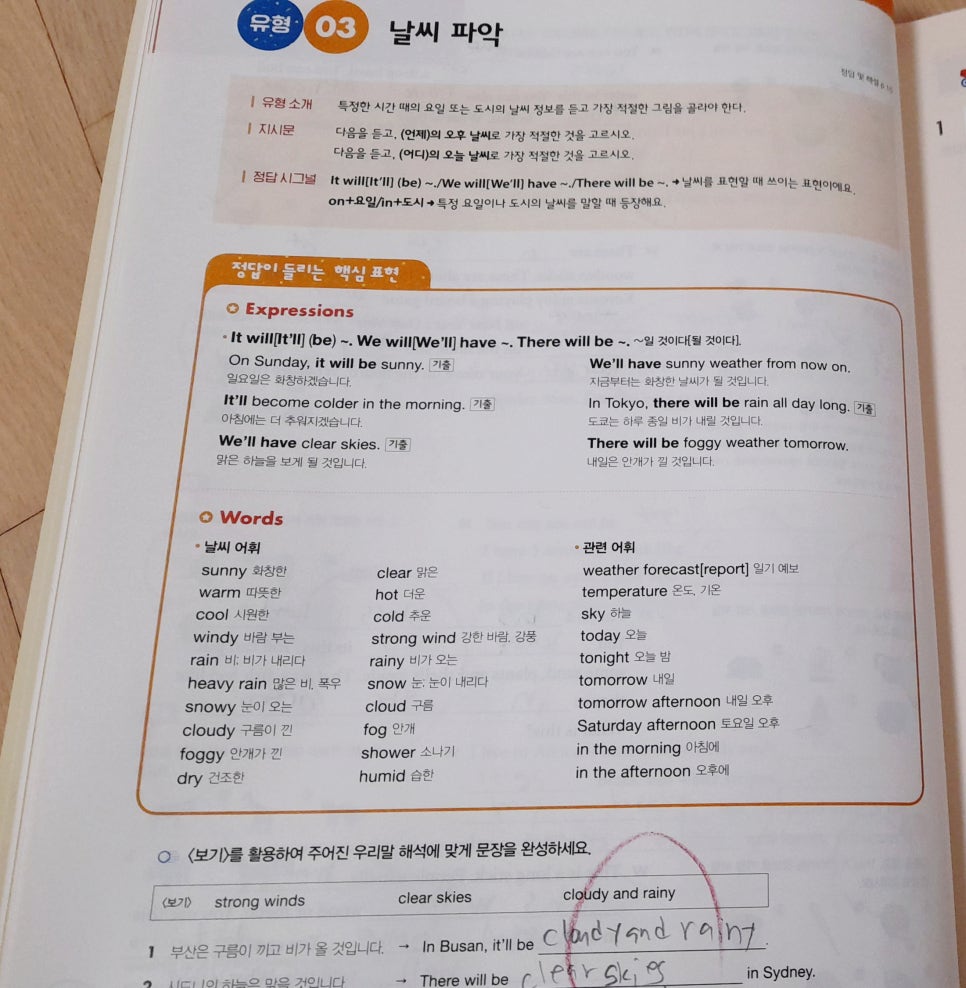 유형 03 날씨 파악
정답 및 해설 p.10
유형 소개 특정한 시간 때의 요일 또는 도시의 날씨 정보를 듣고 가장 적절한 그림을 골라야 한다.
지시문 다음을 듣고, (언제)의 오후 날씨로 가장 적절한 것을 고르시오.
다음을 듣고, (어디)의 오늘 날씨로 가장 적절한 것을 고르시오.
정답 시그널 It will[It'll] (be) ~./We will[We'll] have ~./There will be ~. → 날씨를 표현할 때 쓰이는 표현이에요.
on+요일/in+도시 → 특정 요일이나 도시의 날씨를 말할 때 등장해요.
정답이 들리는 핵심 표현
Expressions
• It will[It'll] (be) ~. We will[We'll] have ~. There will be ~. ~일 것이다[될 것이다].
On Sunday, it will be sunny. 기출 We'll have sunny weather from now on.
일요일은 화창하겠습니다. 지금부터는 화창한 날씨가 될 것입니다.
It'll become colder in the morning. 기출 In Tokyo, there will be rain all day long. 기출
아침에는 더 추워지겠습니다. 도쿄는 하루 종일 비가 내릴 것입니다.
We'll have clear skies. 기출 There will be foggy weather tomorrow.
맑은 하늘을 보게 될 것입니다. 내일은 안개가 낄 것입니다.
Words
• 날씨 어휘 • 관련 어휘
sunny 화창한 clear 맑은 weather forecast[report] 일기 예보
warm 따뜻한 hot 더운 temperature 온도, 기온
cool 시원한 cold 추운 sky 하늘
windy 바람 부는 strong wind 강한 바람, 강풍 today 오늘
rain 비; 비가 내리다 rainy 비가 오는 tonight 오늘 밤
heavy rain 많은 비, 폭우 snow 눈; 눈이 내리다 tomorrow 내일
snowy 눈이 오는 cloud 구름 tomorrow afternoon 내일 오후
cloudy 구름이 낀 fog 안개 Saturday afternoon 토요일 오후
foggy 안개가 낀 shower 소나기 in the morning 아침에
dry 건조한 humid 습한 in the afternoon 오후에
〈보기〉를 활용하여 주어진 우리말 해석에 맞게 문장을 완성하세요.
〈보기〉 strong winds clear skies cloudy and rainy
1 부산은 구름이 끼고 비가 올 것입니다. → In Busan, it'll be cloudy and rainy.
2 시드니의 하늘은 맑을 것입니다 → There will be clear skies in Sydney.
1